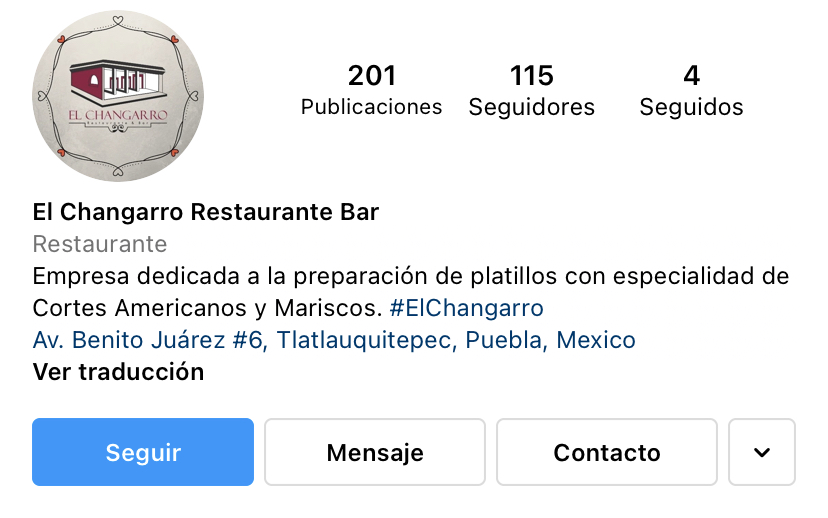 EL CHANGARRO
Restaurante & Bar
201
115
4
Publicaciones
Seguidores
Seguidos
El Changarro Restaurante Bar
Restaurante
Empresa dedicada a la preparación de platillos con especialidad de
Cortes Americanos y Mariscos. #ElChangarro
Av. Benito Juárez #6, Tlatlauquitepec, Puebla, Mexico
Ver traducción
Seguir
Mensaje
Contacto